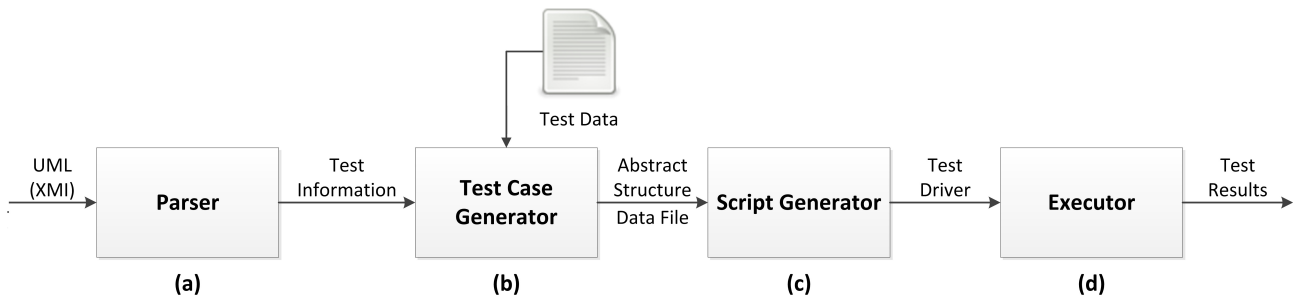 Test Data
UML
(XMI)
Parser
Test
Information
Test Case
Generator
Abstract
Structure
Data File
Script Generator
Test
Driver
Executor
Test
Results
(a)
(b)
(c)
(d)